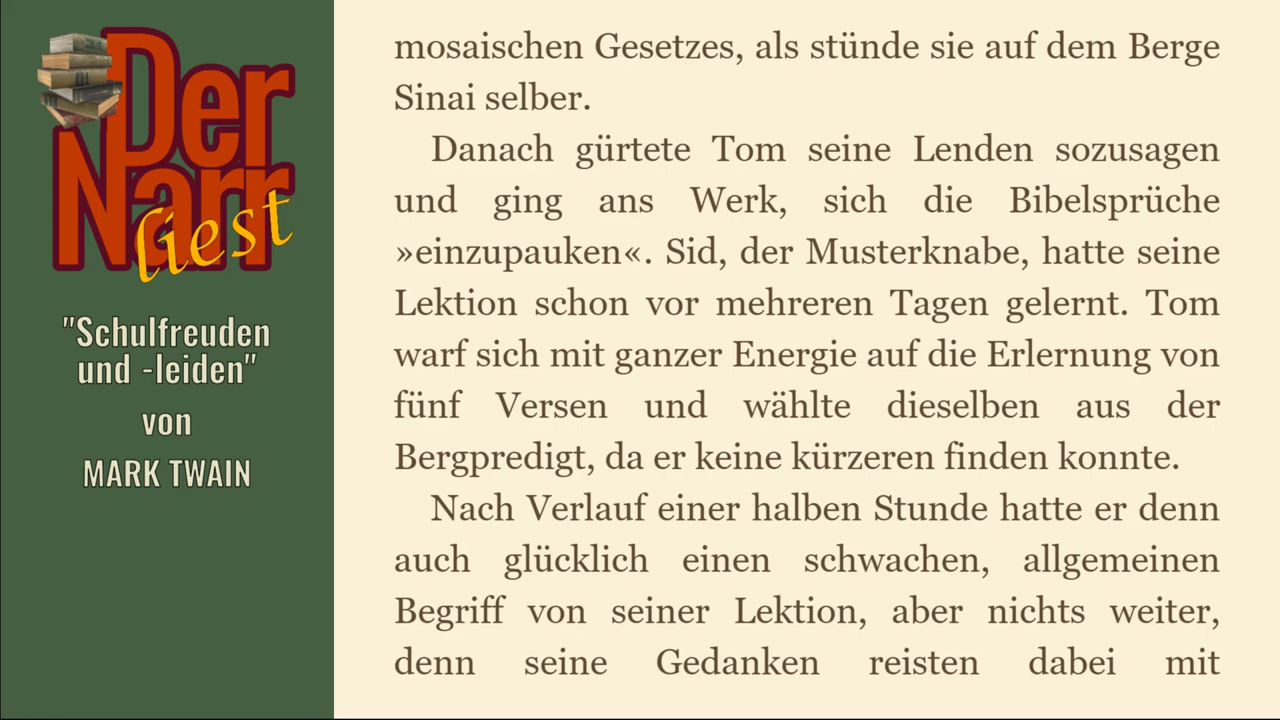 Der
Narr
liest
"Schulfreuden
und -leiden"
von
MARK TWAIN
mosaischen Gesetzes, als stünde sie auf dem Berge
Sinai selber.
Danach gürtete Tom seine Lenden sozusagen
und ging ans Werk, sich die Bibelsprüche
»einzupauken«. Sid, der Musterknabe, hatte seine
Lektion schon vor mehreren Tagen gelernt. Tom
warf sich mit ganzer Energie auf die Erlernung von
fünf Versen und wählte dieselben aus der
Bergpredigt, da er keine kürzeren finden konnte.
Nach Verlauf einer halben Stunde hatte er denn
auch glücklich einen schwachen, allgemeinen
Begriff von seiner Lektion, aber nichts weiter,
denn seine Gedanken reisten dabei mit